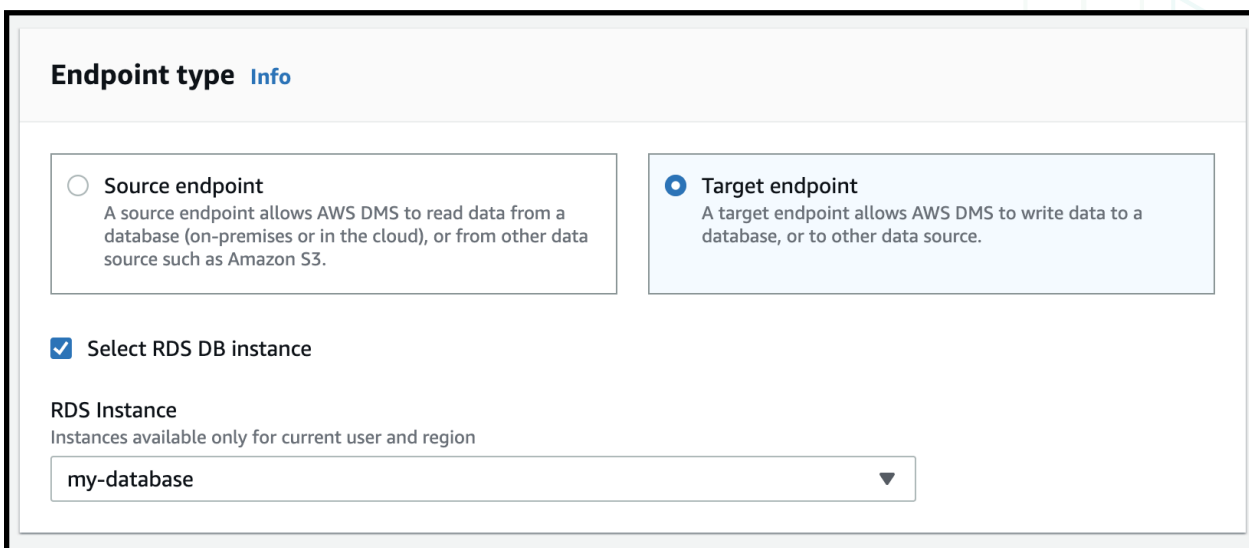 Endpoint type Info
Source endpoint
A source endpoint allows AWS DMS to read data from a
database (on-premises or in the cloud), or from other data
source such as Amazon S3.
Target endpoint
A target endpoint allows AWS DMS to write data to a
database, or to other data source.
Select RDS DB instance
RDS Instance
Instances available only for current user and region
my-database